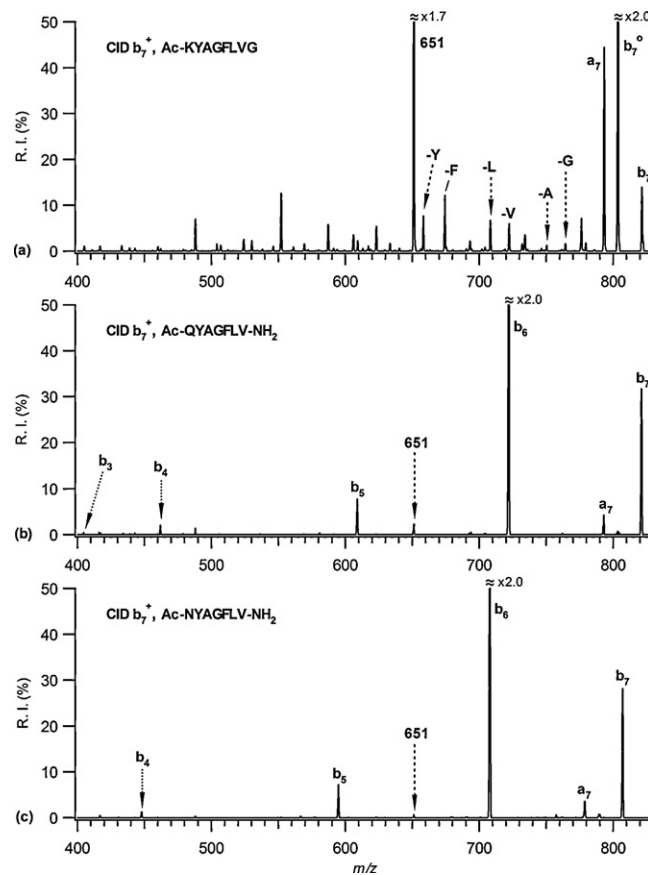 ≈ x1.7
≈ x2.0
50
CID b7+, Ac-KYAGFLVG
651
a7
b7o
40
R. I. (%)
30
20
-Y
-F
-L
-V
-A
-G
b7
10
0
(a)
400
500
600
700
800
≈ x2.0
50
CID b7+, Ac-QYAGFLV-NH2
b6
40
b7
R. I. (%)
30
20
651
b3
b4
10
b5
a7
0
(b)
400
500
600
700
800
≈ x2.0
50
CID b7+, Ac-NYAGFLV-NH2
b6
40
R. I. (%)
30
b7
20
651
b4
b5
10
a7
0
(c)
400
500
600
700
800
m/z